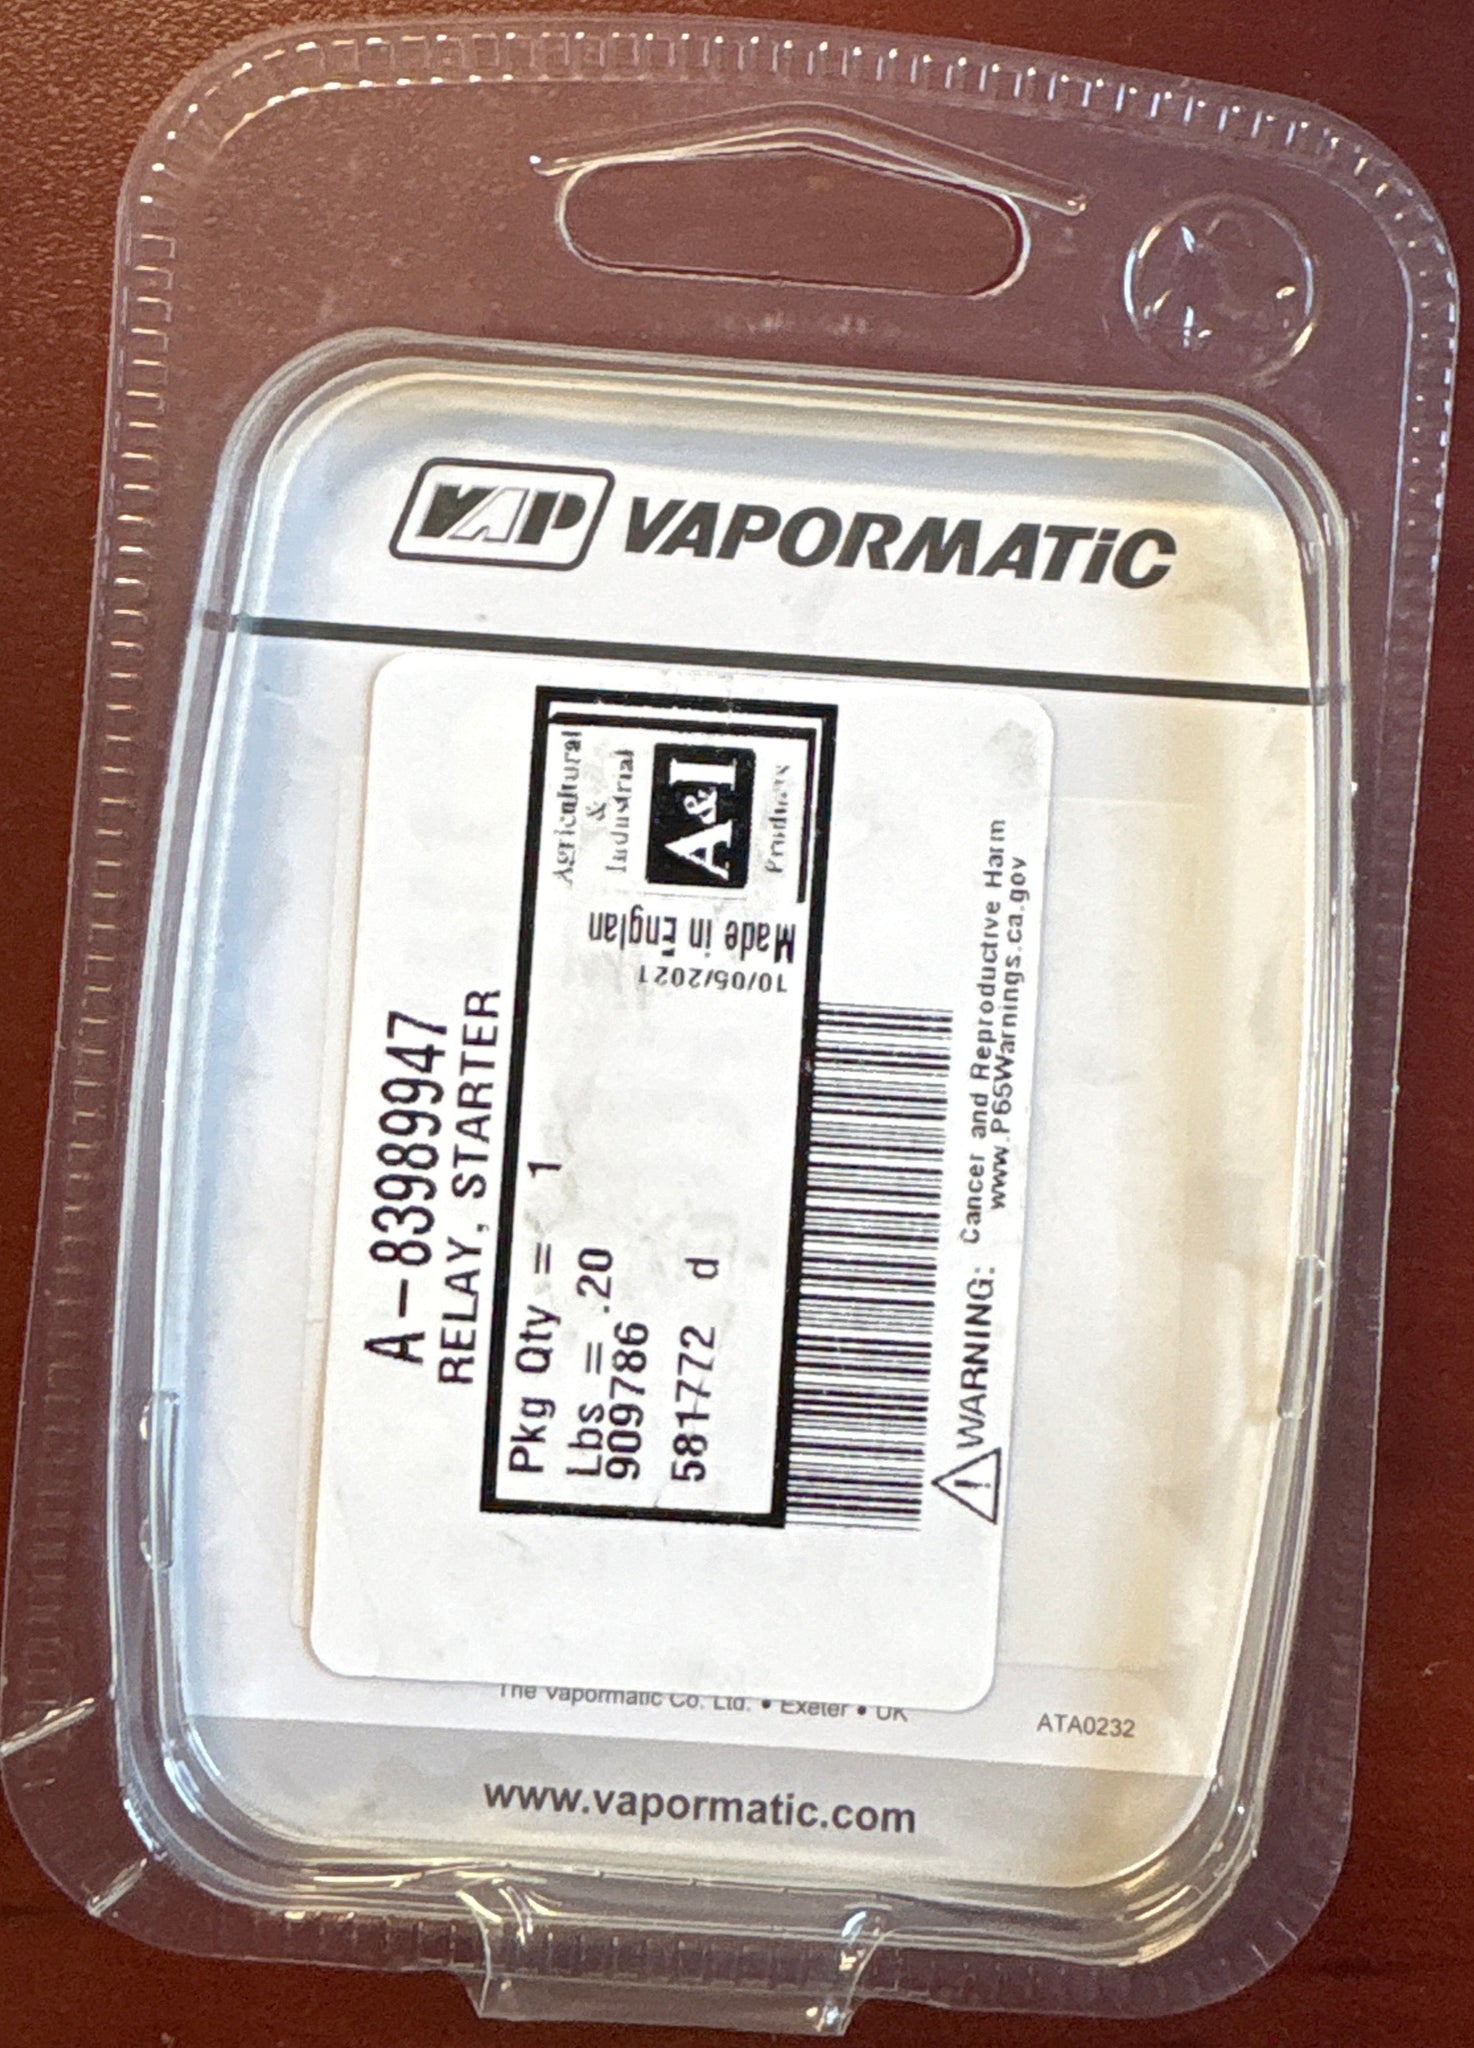 VAP VAPORMATiC
A-83989947
RELAY, STARTER
Pkg Qty = 1
Lbs = .20
909786
581772 d
Agricultural
&
Industrial
A&I
Products
Made in Englan
10/05/2021
WARNING: Cancer and Reproductive Harm
www.P65Warnings.ca.gov
The Vapormatic Co. Ltd. • Exeter • UK
ATA0232
www.vapormatic.com